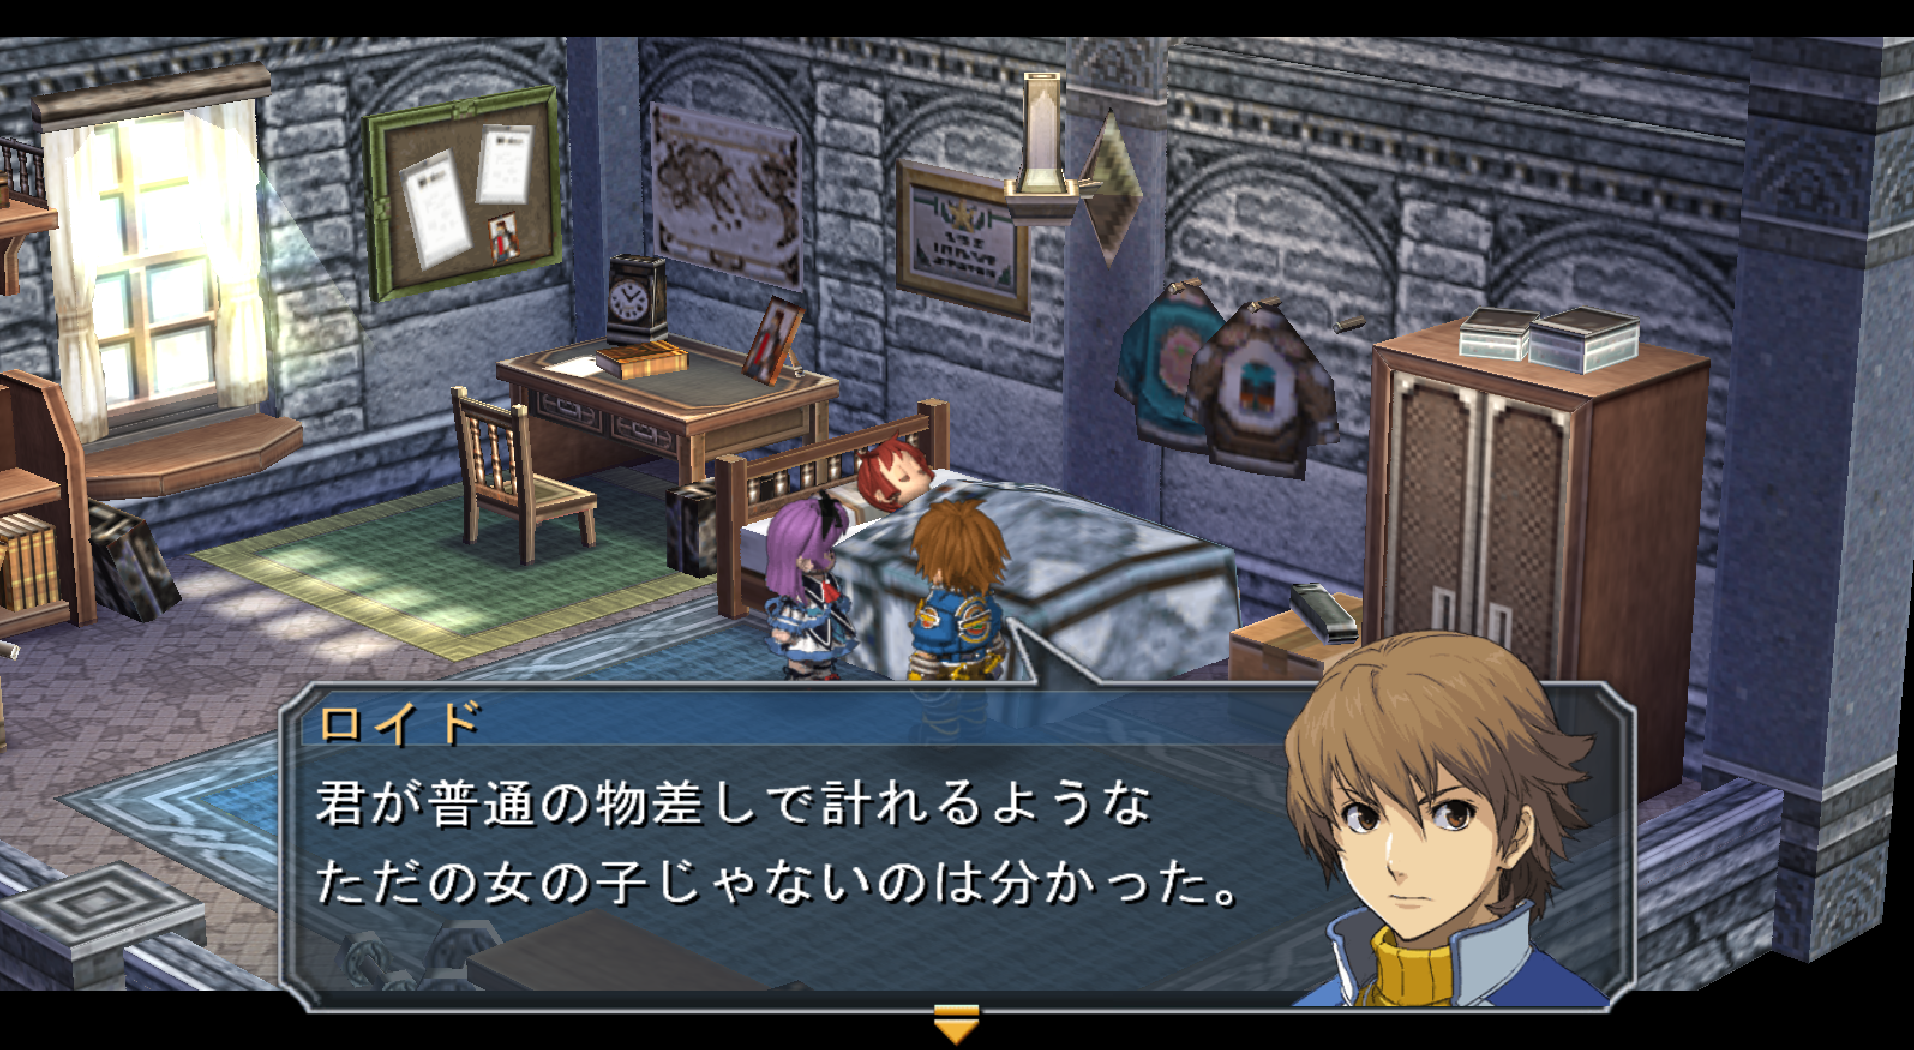 ロイド
君が普通の物差しで計れるような
ただの女の子じゃないのは分かった。